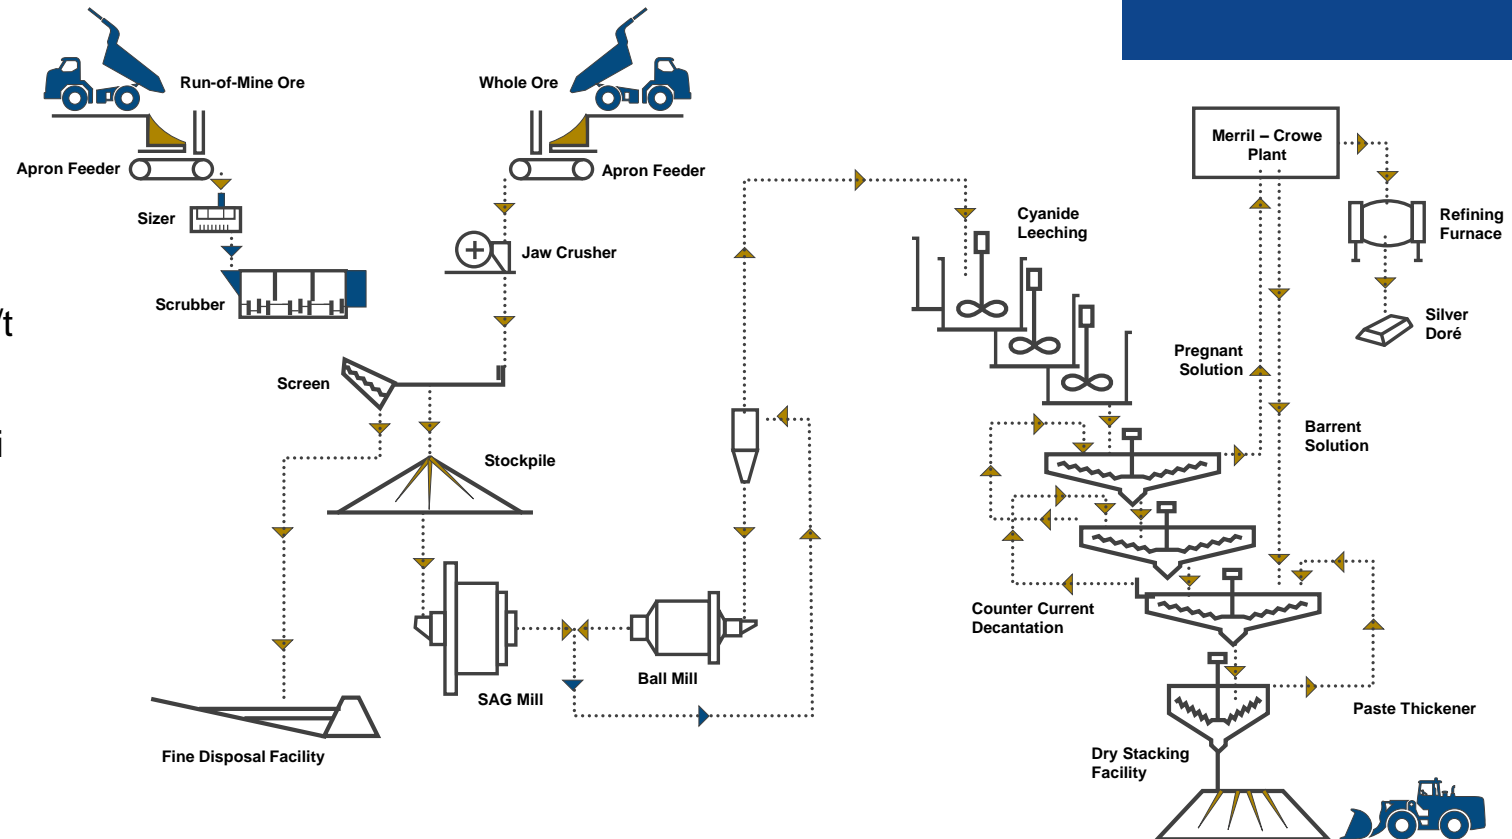 Run-of-Mine Ore
Whole Ore
Apron Feeder
Apron Feeder
Sizer
Scrubber
/t
i
Jaw Crusher
Screen
Stockpile
Fine Disposal Facility
SAG Mill
Ball Mill
Cyanide
Leeching
Merril – Crowe
Plant
Refining
Furnace
Silver
Doré
Pregnant
Solution
Barrent
Solution
Counter Current
Decantation
Paste Thickener
Dry Stacking
Facility